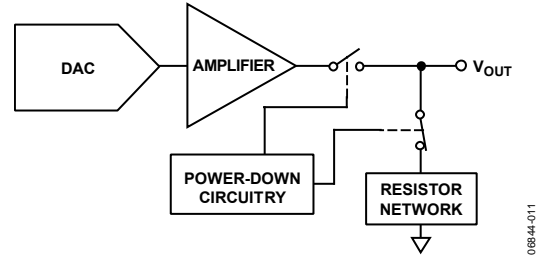 DAC
AMPLIFIER
VOUT
POWER-DOWN
CIRCUITRY
RESISTOR
NETWORK
06844-011